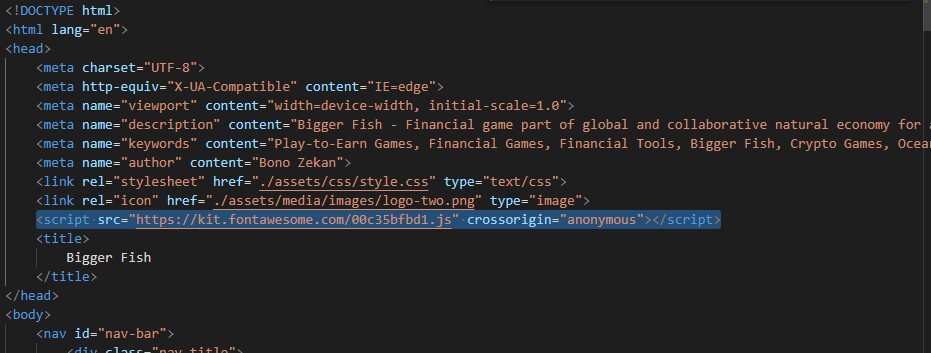 <!DOCTYPE html>
<html lang="en">
<head>
<meta charset="UTF-8">
<meta http-equiv="X-UA-Compatible" content="IE=edge">
<meta name="viewport" content="width=device-width, initial-scale=1.0">
<meta name="description" content="Bigger Fish - Financial game part of global and collaborative natural economy for
<meta name="keywords" content="Play-to-Earn Games, Financial Games, Financial Tools, Bigger Fish, Crypto Games,
<meta name="author" content="Bono Zekan">
<link rel="stylesheet" href="./assets/css/style.css" type="text/css">
<link rel="icon" href="./assets/media/images/logo-two.png" type="image">
<script src="https://kit.fontawesome.com/00c35bfbd1.js" crossorigin="anonymous"></script>
<title>
Bigger Fish
</title>
</head>
<body>
<nav id="nav-bar">
<div class="nav-title">